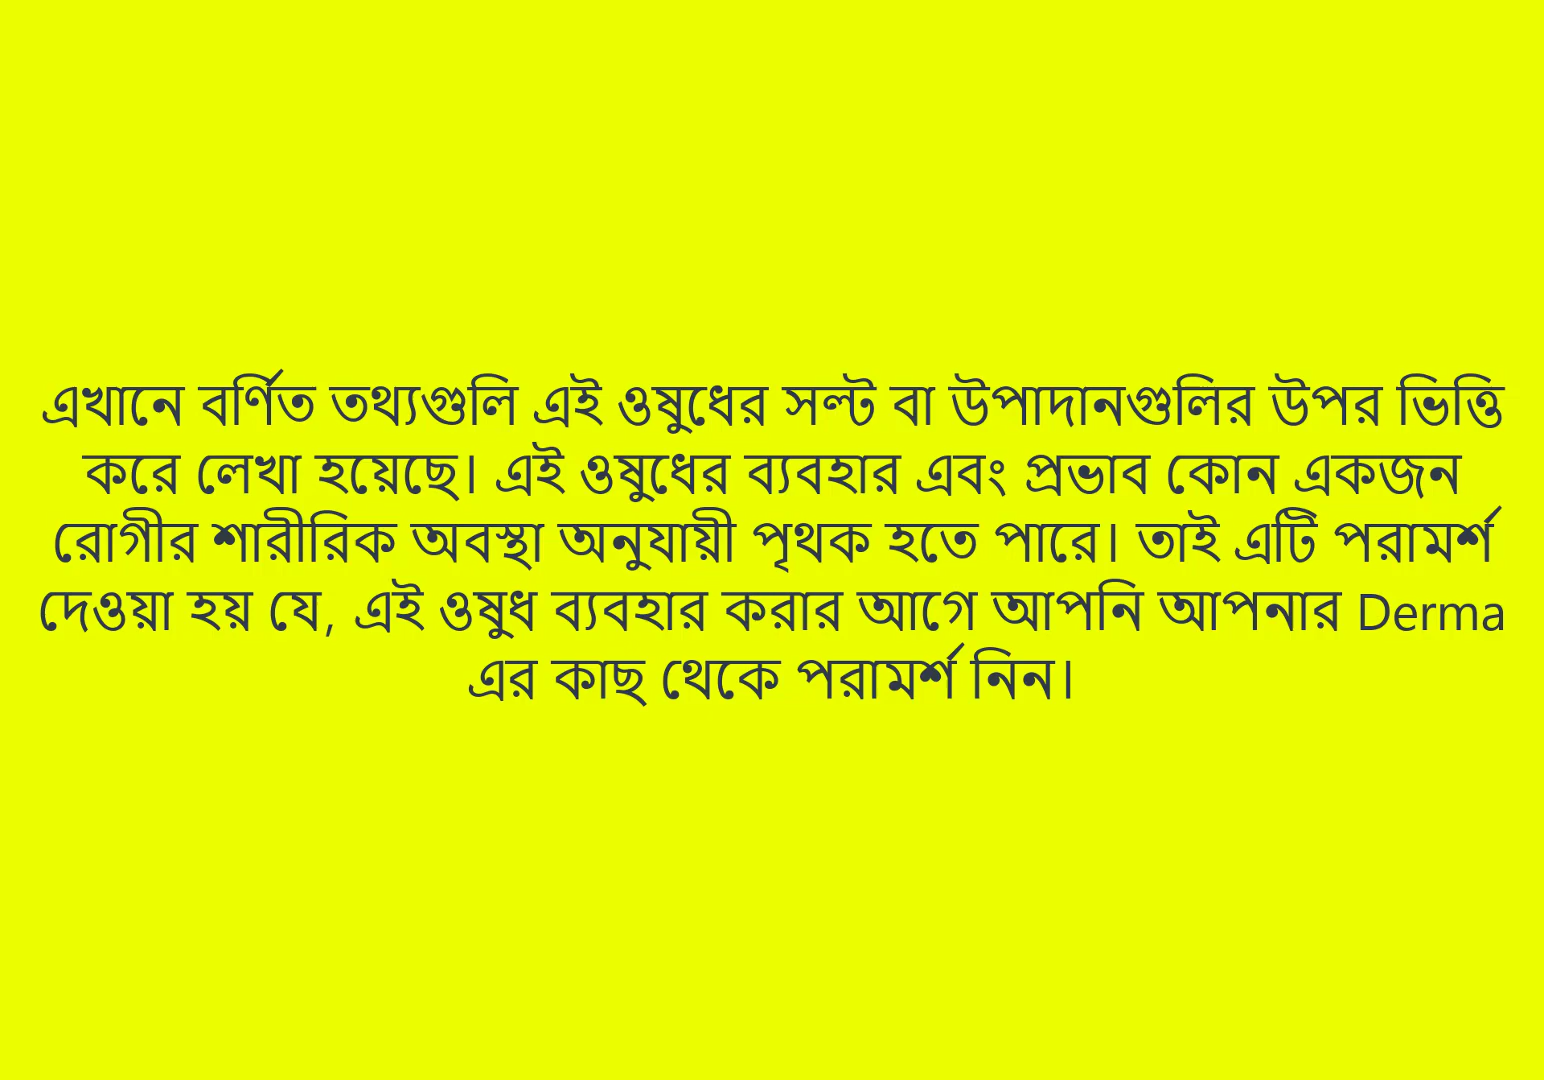 এখানে বর্ণিত তথ্যগুলি এই ওষুধের সল্ট বা উপাদানগুলির উপর ভিত্তি
করে লেখা হয়েছে। এই ওষুধের ব্যবহার এবং প্রভাব কোন একজন
রোগীর শারীরিক অবস্থা অনুযায়ী পৃথক হতে পারে। তাই এটি পরামর্শ
দেওয়া হয় যে, এই ওষুধ ব্যবহার করার আগে আপনি আপনার Derma
এর কাছ থেকে পরামর্শ নিন।